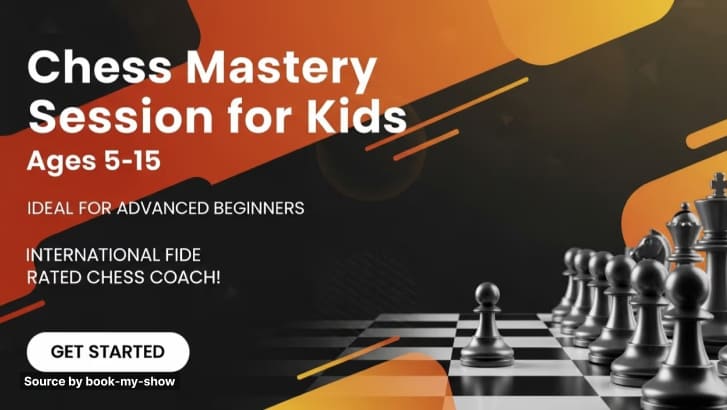 Chess Mastery
Session for Kids
Ages 5-15
IDEAL FOR ADVANCED BEGINNERS
INTERNATIONAL FIDE
RATED CHESS COACH!
GET STARTED
Source by book-my-show